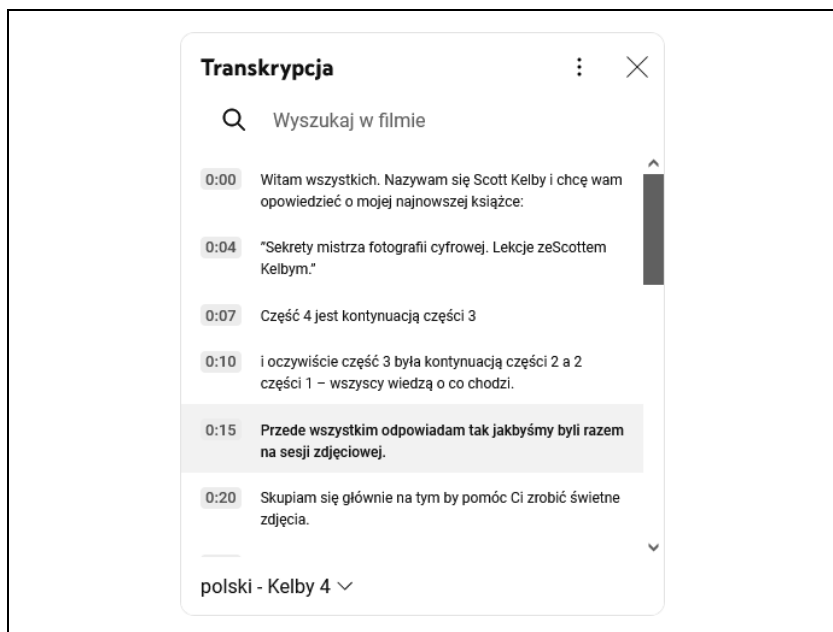 Transkrypcja
Wyszukaj w filmie
0:00 Witam wszystkich. Nazywam się Scott Kelby i chcę wam
opowiedzieć o mojej najnowszej książce:
0:04 "Sekrety mistrza fotografii cyfrowej. Lekcje zeScottem
Kelbym."
0:07 Część 4 jest kontynuacją części 3
0:10 i oczywiście część 3 była kontynuacją części 2 a 2
części 1 – wszyscy wiedzą o co chodzi.
0:15 Przede wszystkim odpowiadam tak jakbyśmy byli razem
na sesji zdjęciowej.
0:20 Skupiam się głównie na tym by pomóc Ci zrobić świetne
zdjęcia.
polski - Kelby 4